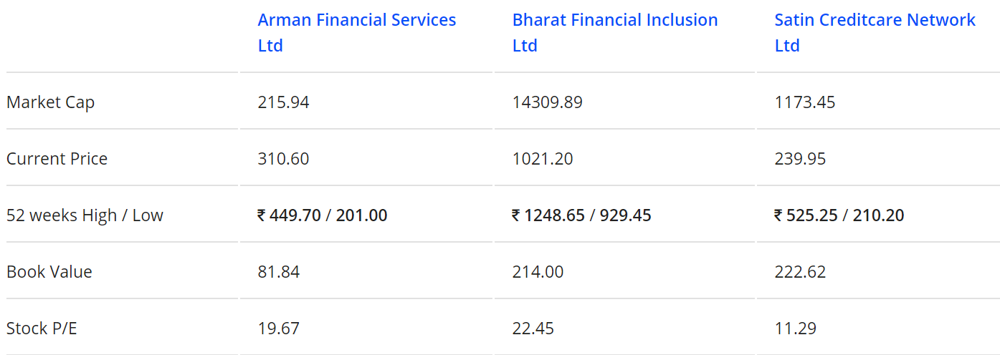 Arman Financial Services Bharat Financial Inclusion Satin Creditcare Network
Ltd Ltd Ltd
Market Cap 215.94 14309.89 1173.45
Current Price 310.60 1021.20 239.95
52 weeks High / Low ₹ 449.70 / 201.00 ₹ 1248.65 / 929.45 ₹ 525.25 / 210.20
Book Value 81.84 214.00 222.62
Stock P/E 19.67 22.45 11.29